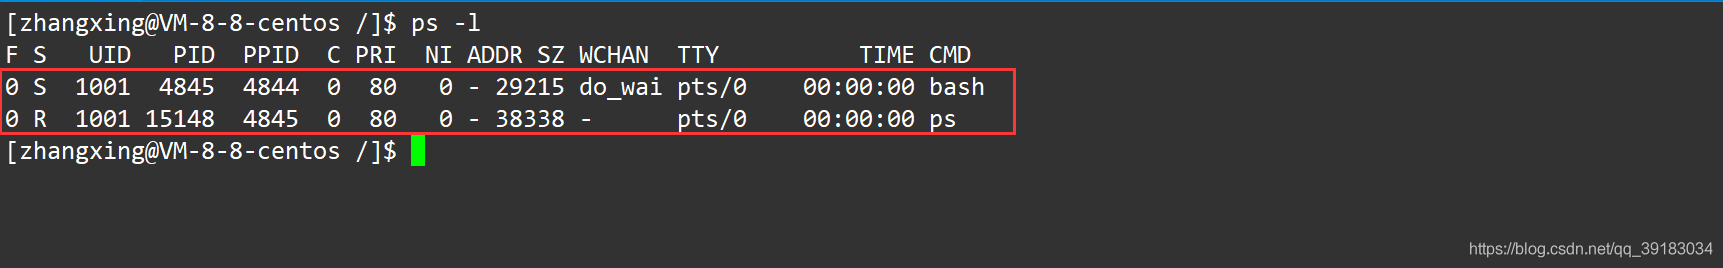 [zhangxing@VM-8-8-centos /]$ ps -l
F S   UID   PID  PPID  C PRI  NI ADDR SZ WCHAN  TTY          TIME CMD
0 S  1001  4845  4844  0  80   0 - 29215 do_wai pts/0    00:00:00 bash
0 R  1001 15148  4845  0  80   0 - 38338 -      pts/0    00:00:00 ps
[zhangxing@VM-8-8-centos /]$
https://blog.csdn.net/qq_39183034